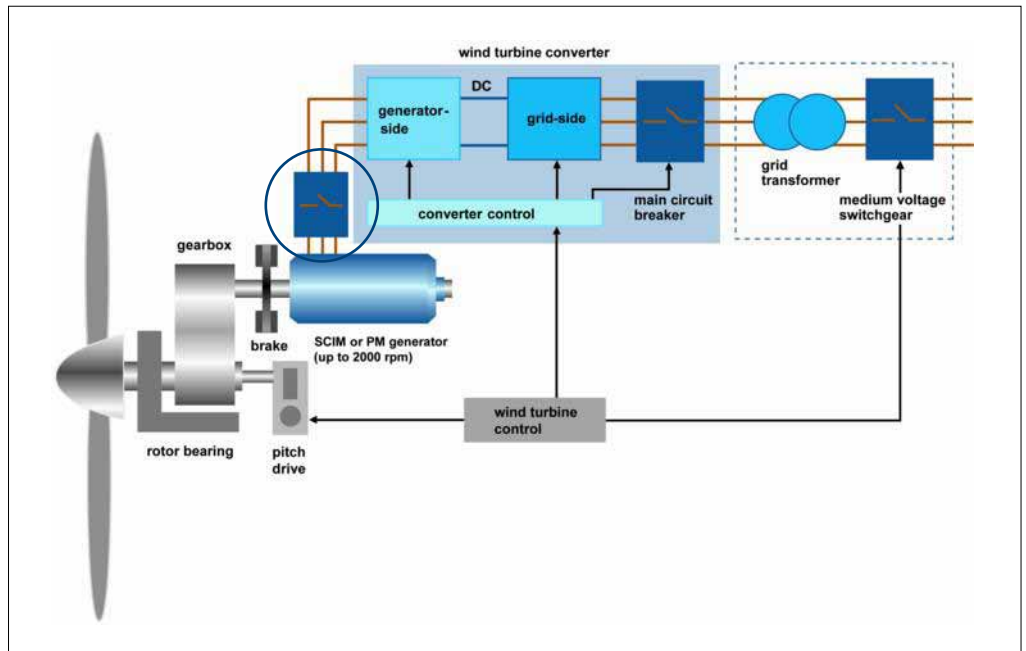 wind turbine converter
DC
generator-
side
grid-side
grid
transformer
main circuit
breaker
medium voltage
switchgear
converter control
gearbox
brake
SCIM or PM generator
(up to 2000 rpm)
rotor bearing
pitch
drive
wind turbine
control